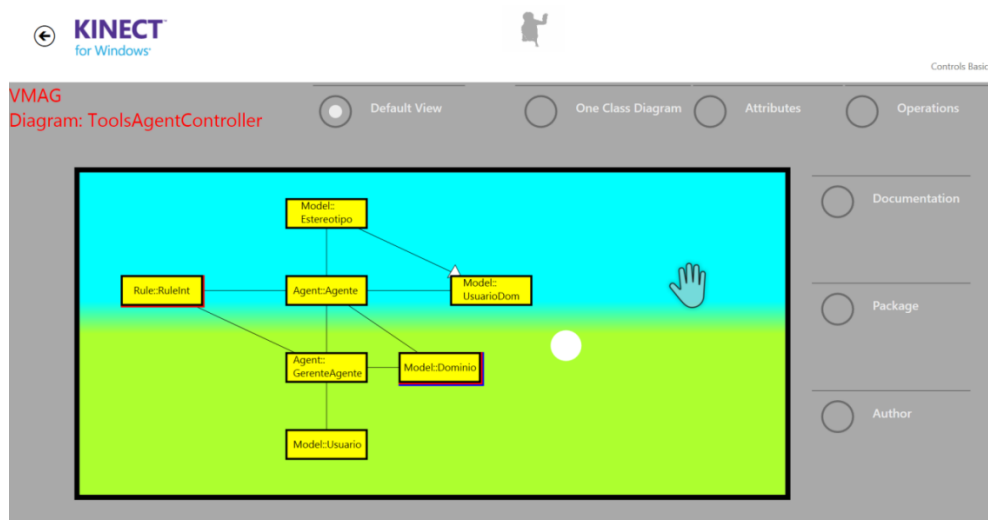 KINECT
for Windows
Controls Basic
VMAG
Diagram: ToolsAgentController
Default View
One Class Diagram
Attributes
Operations
Model::
Estereotipo
Rule::RuleInt
Agent::Agente
Model::
UsuarioDom
Agent::
GerenteAgente
Model::Dominio
Model::Usuario
Documentation
Package
Author